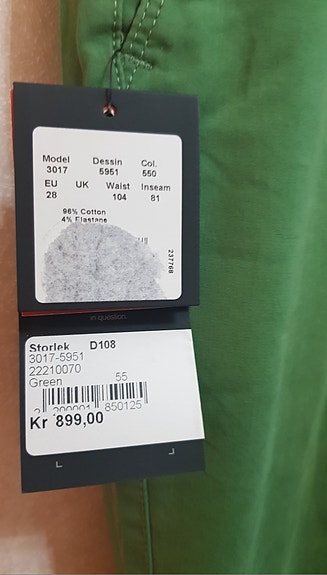 Model Dessin Col.
3017 5951 550
EU UK Waist Inseam
28 104 81
96% Cotton
4% Elastane
237768
in question.
Storlek D108
3017-5951
22210070
Green 55
850125
Kr 899,00